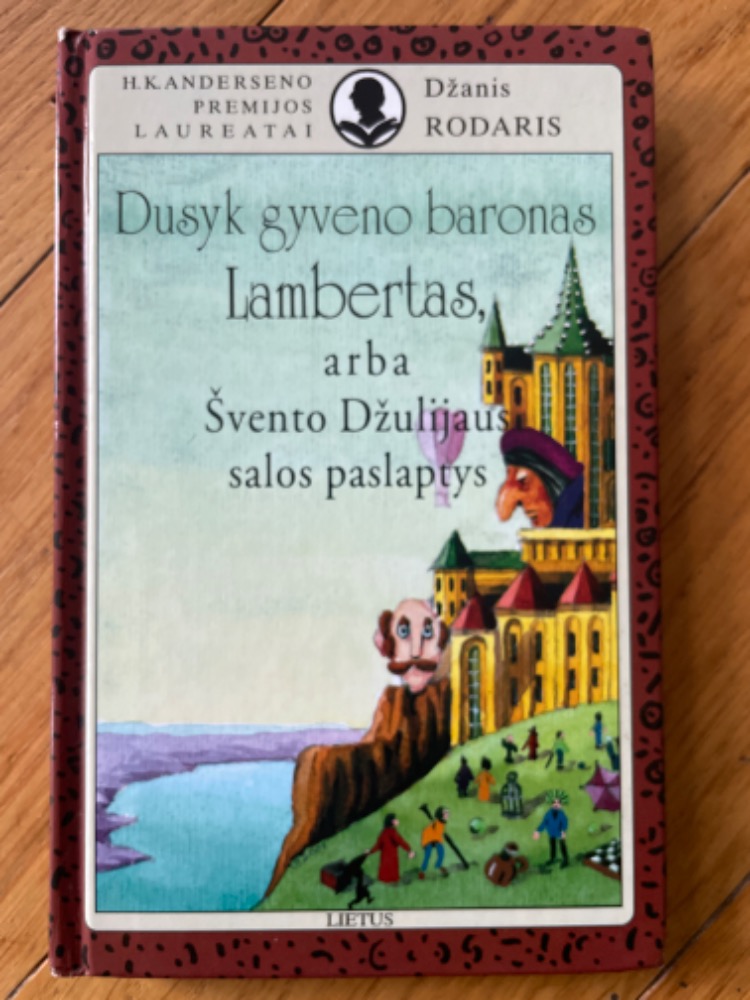 H.K.ANDERSENO
PREMIJOS
LAUREATAI
Džanis
RODARIS
Dusyk gyveno baronas
Lambertas,
arba
Švento Džulijaus
salos paslaptys
LIETUS